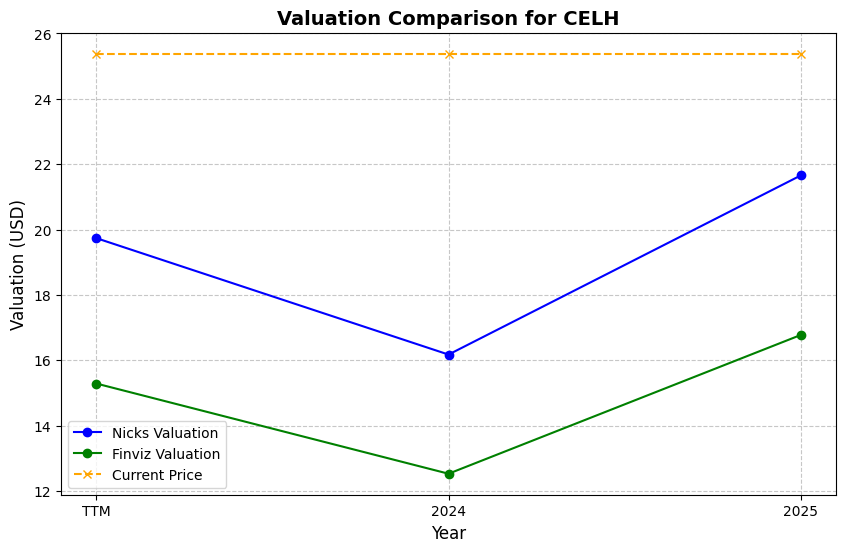 Valuation Comparison for CELH
Valuation (USD)
26
24
22
20
18
16
14
12
Nicks Valuation
Finviz Valuation
Current Price
TTM
2024
2025
Year